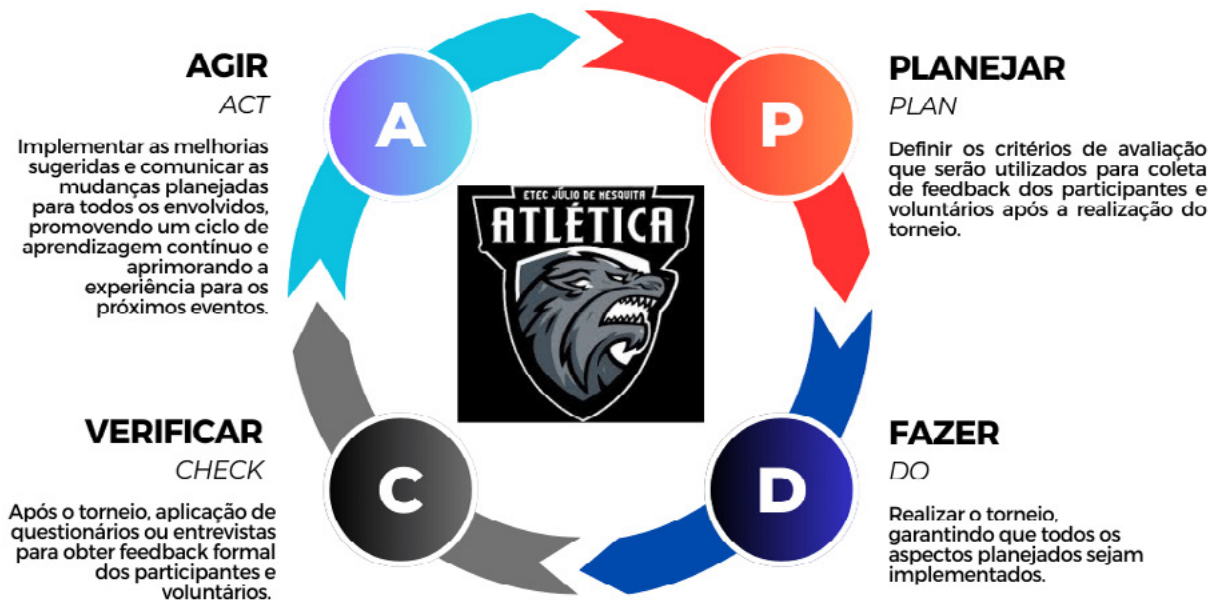 AGIR
ACT
Implementar as melhorias
sugeridas e comunicar as
mudanças planejadas
para todos os envolvidos,
promovendo um ciclo de
aprendizagem contínuo e
aprimorando a
experiência para os
próximos eventos.
A
P
PLANEJAR
PLAN
Definir os critérios de avaliação
que serão utilizados para coleta
de feedback dos participantes e
voluntários após a realização do
torneio.
ETEC JÚLIO DE MESQUITA
ATLÉTICA
VERIFICAR
CHECK
Após o torneio, aplicação de
questionários ou entrevistas
para obter feedback formal
dos participantes e
voluntários.
C
D
FAZER
DO
Realizar o torneio,
garantindo que todos os
aspectos planejados sejam
implementados.